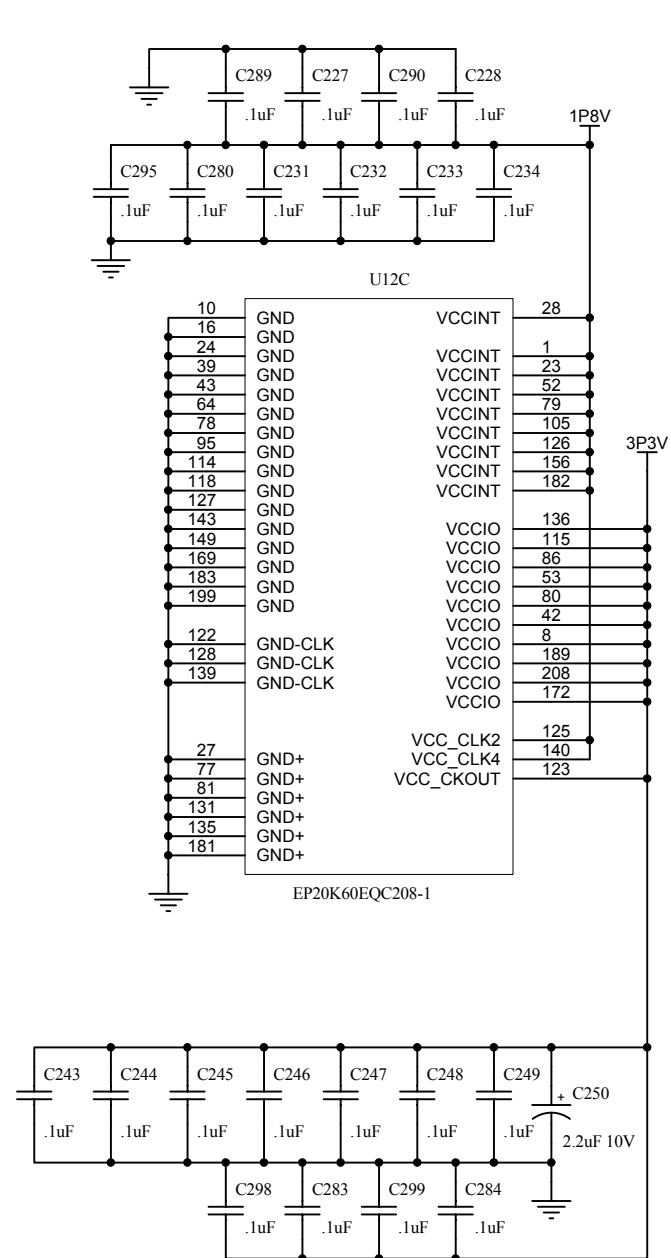 C289 C227 C290 C228
.1uF .1uF .1uF .1uF
1P8V
C295 C280 C231 C232 C233 C234
.1uF .1uF .1uF .1uF .1uF .1uF
U12C
10 GND VCCINT 28
16 GND
24 GND VCCINT 1
39 GND VCCINT 23
43 GND VCCINT 52
64 GND VCCINT 79
78 GND VCCINT 105
95 GND VCCINT 126
3P3V
114 GND VCCINT 156
118 GND VCCINT 182
127 GND
143 GND VCCIO 136
149 GND VCCIO 115
169 GND VCCIO 86
183 GND VCCIO 53
199 GND VCCIO 80
VCCIO 42
122 GND-CLK VCCIO 8
128 GND-CLK VCCIO 189
139 GND-CLK VCCIO 208
VCCIO 172
VCC_CLK2 125
27 GND+ VCC_CLK4 140
77 GND+ VCC_CKOUT 123
81 GND+
131 GND+
135 GND+
181 GND+
EP20K60EQC208-1
C243 C244 C245 C246 C247 C248 C249 + C250
.1uF .1uF .1uF .1uF .1uF .1uF .1uF 2.2uF 10V
C298 C283 C299 C284
.1uF .1uF .1uF .1uF